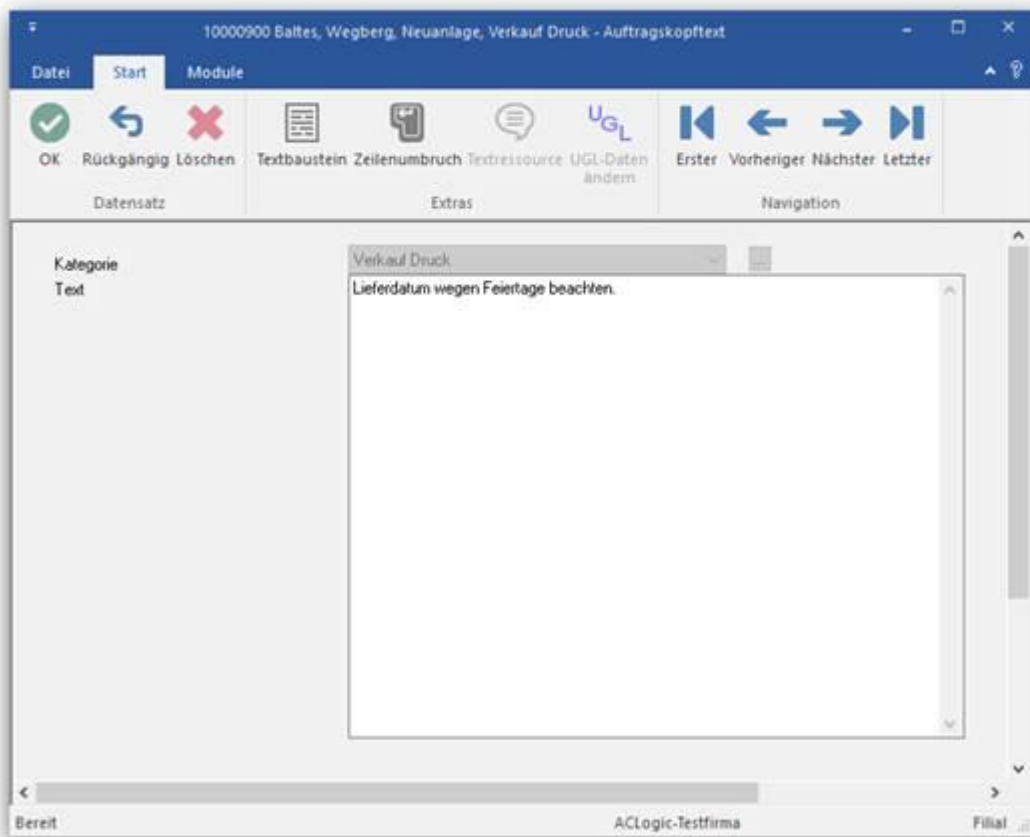 10000900 Baltes, Wegberg, Neuanlage, Verkauf Druck - Auftragskopftext
Datei Start Module
OK Rückgängig Löschen Textbaustein Zeilenumbruch Textressource UGL-Daten ändern Erster Vorheriger Nächster Letzter
UGL
Datensatz Extras Navigation
Kategorie Verkauf Druck ...
Text Lieferdatum wegen Feiertage beachten.
Bereit ACLogic-Testfirma Filial